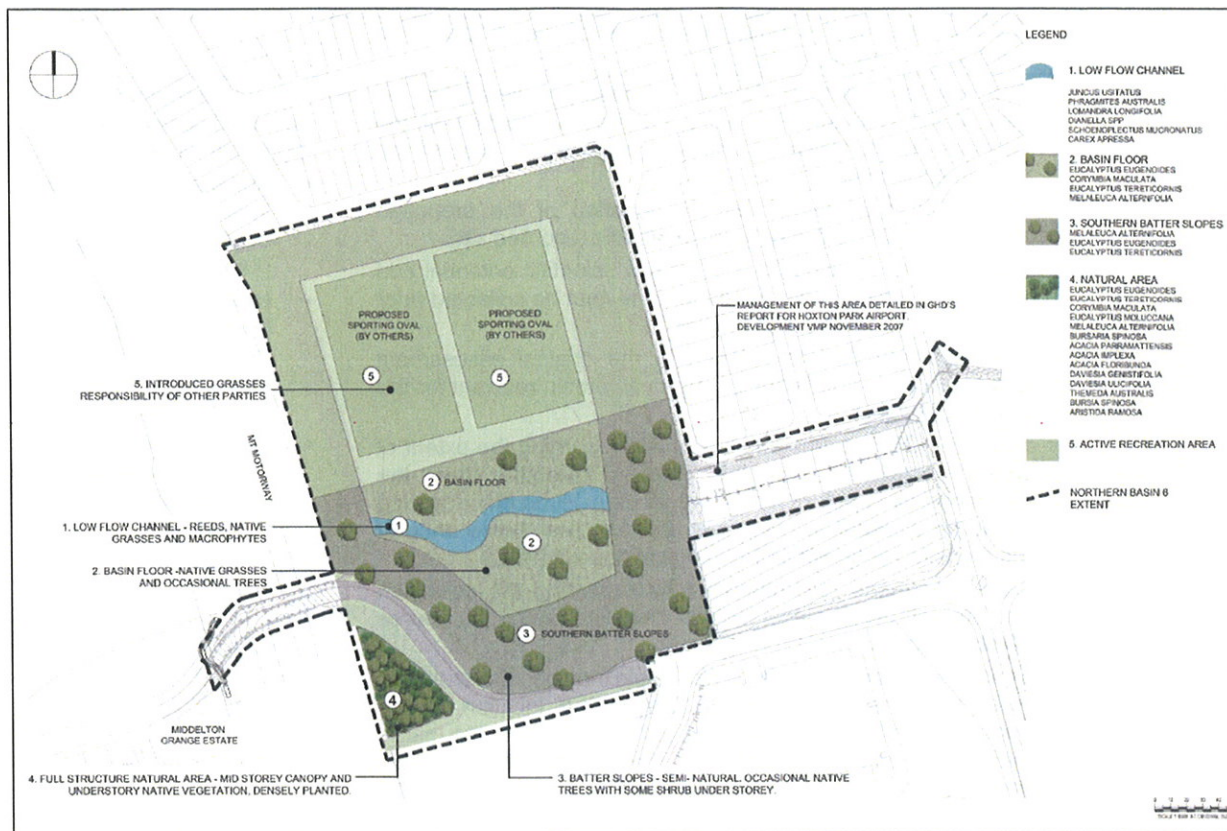 LEGEND
1. LOW FLOW CHANNEL
JUNCUS USITATUS
PHRAGMITES AUSTRALIS
LOMANDRA LONGIFOLIA
DIANELLA SPP
SCHOENOPLECTUS MUCRONATUS
CAREX APRESSA
2. BASIN FLOOR
EUCALYPTUS EUGENOIDES
CORYMBIA MACULATA
EUCALYPTUS TERETICORNIS
MELALEUCA ALTERNIFOLIA
3. SOUTHERN BATTER SLOPES
MELALEUCA ALTERNIFOLIA
EUCALYPTUS EUGENOIDES
EUCALYPTUS TERETICORNIS
4. NATURAL AREA
EUCALYPTUS EUGENOIDES
EUCALYPTUS TERETICORNIS
CORYMBIA MACULATA
EUCALYPTUS MOLUCCANA
MELALEUCA ALTERNIFOLIA
BURSARIA SPINOSA
ACACIA PARRAMATTENSIS
ACACIA IMPLEXA
ACACIA FLORIBUNDA
DAVIESIA GENISTIFOLIA
DAVIESIA ULICIFOLIA
THEMEDA AUSTRALIS
BURSIA SPINOSA
ARISTIDA RAMOSA
5. ACTIVE RECREATION AREA
NORTHERN BASIN 6
EXTENT
MANAGEMENT OF THIS AREA DETAILED IN GHD'S
REPORT FOR HOXTON PARK AIRPORT
DEVELOPMENT VMP NOVEMBER 2007
PROPOSED
SPORTING OVAL
(BY OTHERS)
5
PROPOSED
SPORTING OVAL
(BY OTHERS)
5
5. INTRODUCED GRASSES
RESPONSIBILITY OF OTHER PARTIES
M7 MOTORWAY
2 BASIN FLOOR
1
1. LOW FLOW CHANNEL - REEDS, NATIVE
GRASSES AND MACROPHYTES
2
2. BASIN FLOOR -NATIVE GRASSES
AND OCCASIONAL TREES
3 SOUTHERN BATTER SLOPES
4
MIDDELTON
GRANGE ESTATE
4. FULL STRUCTURE NATURAL AREA - MID STOREY CANOPY AND
UNDERSTORY NATIVE VEGETATION, DENSELY PLANTED.
3. BATTER SLOPES - SEMI- NATURAL. OCCASIONAL NATIVE
TREES WITH SOME SHRUB UNDER STOREY.